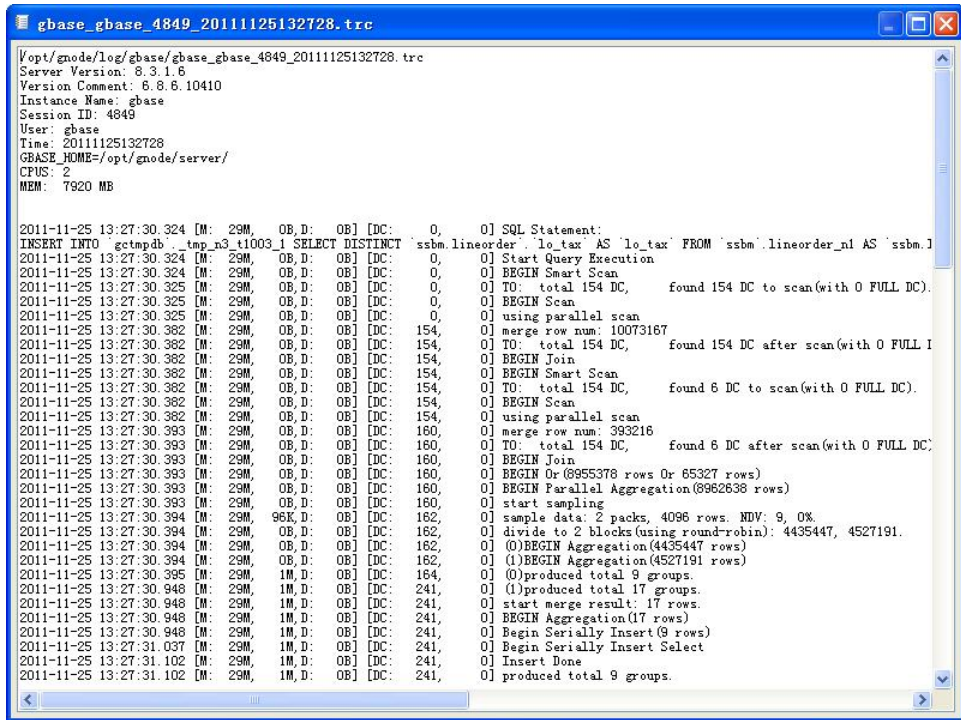 gbase_gbase_4849_20111125132728.trc
/opt/gnode/log/gbase/gbase_gbase_4849_20111125132728.trc
Server Version: 8.3.1.6
Version Comment: 6.8.6.10410
Instance Name: gbase
Session ID: 4849
User: gbase
Time: 20111125132728
GBASE_HOME=/opt/gnode/server/
CPUS: 2
MEM:  7920 MB
2011-11-25 13:27:30.324 [M:   29M,    0B,D:    0B] [DC:     0,      0] SQL Statement:
INSERT INTO `gctmpdb`._tmp_n3_t1003_1 SELECT DISTINCT `ssbm.lineorder`.`lo_tax` AS `lo_tax` FROM `ssbm`.lineorder_n1 AS `ssbm.l
2011-11-25 13:27:30.324 [M:   29M,    0B,D:    0B] [DC:     0,      0] Start Query Execution
2011-11-25 13:27:30.324 [M:   29M,    0B,D:    0B] [DC:     0,      0] BEGIN Smart Scan
2011-11-25 13:27:30.325 [M:   29M,    0B,D:    0B] [DC:     0,      0] TO:  total 154 DC,      found 154 DC to scan(with 0 FULL DC).
2011-11-25 13:27:30.325 [M:   29M,    0B,D:    0B] [DC:     0,      0] BEGIN Scan
2011-11-25 13:27:30.325 [M:   29M,    0B,D:    0B] [DC:     0,      0] using parallel scan
2011-11-25 13:27:30.382 [M:   29M,    0B,D:    0B] [DC:   154,      0] merge row num: 10073167
2011-11-25 13:27:30.382 [M:   29M,    0B,D:    0B] [DC:   154,      0] TO:  total 154 DC,      found 154 DC after scan(with 0 FULL D
2011-11-25 13:27:30.382 [M:   29M,    0B,D:    0B] [DC:   154,      0] BEGIN Join
2011-11-25 13:27:30.382 [M:   29M,    0B,D:    0B] [DC:   154,      0] BEGIN Smart Scan
2011-11-25 13:27:30.382 [M:   29M,    0B,D:    0B] [DC:   154,      0] TO:  total 154 DC,      found 6 DC to scan(with 0 FULL DC).
2011-11-25 13:27:30.382 [M:   29M,    0B,D:    0B] [DC:   154,      0] BEGIN Scan
2011-11-25 13:27:30.382 [M:   29M,    0B,D:    0B] [DC:   154,      0] using parallel scan
2011-11-25 13:27:30.393 [M:   29M,    0B,D:    0B] [DC:   160,      0] merge row num: 393216
2011-11-25 13:27:30.393 [M:   29M,    0B,D:    0B] [DC:   160,      0] TO:  total 154 DC,      found 6 DC after scan(with 0 FULL DC)
2011-11-25 13:27:30.393 [M:   29M,    0B,D:    0B] [DC:   160,      0] BEGIN Join
2011-11-25 13:27:30.393 [M:   29M,    0B,D:    0B] [DC:   160,      0] BEGIN Or(8955378 rows Or 65327 rows)
2011-11-25 13:27:30.393 [M:   29M,    0B,D:    0B] [DC:   160,      0] BEGIN Parallel Aggregation(8962638 rows)
2011-11-25 13:27:30.393 [M:   29M,    0B,D:    0B] [DC:   160,      0] start sampling
2011-11-25 13:27:30.394 [M:   29M,   96K,D:    0B] [DC:   162,      0] sample data: 2 packs, 4096 rows. NDV: 9, 0%.
2011-11-25 13:27:30.394 [M:   29M,    0B,D:    0B] [DC:   162,      0] divide to 2 blocks(using round-robin): 4435447, 4527191.
2011-11-25 13:27:30.394 [M:   29M,    0B,D:    0B] [DC:   162,      0] (0)BEGIN Aggregation(4435447 rows)
2011-11-25 13:27:30.394 [M:   29M,    0B,D:    0B] [DC:   162,      0] (1)BEGIN Aggregation(4527191 rows)
2011-11-25 13:27:30.395 [M:   29M,    1M,D:    0B] [DC:   164,      0] (0)produced total 9 groups.
2011-11-25 13:27:30.948 [M:   29M,    1M,D:    0B] [DC:   241,      0] (1)produced total 17 groups.
2011-11-25 13:27:30.948 [M:   29M,    1M,D:    0B] [DC:   241,      0] start merge result: 17 rows.
2011-11-25 13:27:30.948 [M:   29M,    1M,D:    0B] [DC:   241,      0] BEGIN Aggregation(17 rows)
2011-11-25 13:27:30.948 [M:   29M,    1M,D:    0B] [DC:   241,      0] Begin Serially Insert(9 rows)
2011-11-25 13:27:31.037 [M:   29M,    1M,D:    0B] [DC:   241,      0] Begin Serially Insert Select
2011-11-25 13:27:31.102 [M:   29M,    1M,D:    0B] [DC:   241,      0] Insert Done
2011-11-25 13:27:31.102 [M:   29M,    1M,D:    0B] [DC:   241,      0] produced total 9 groups.